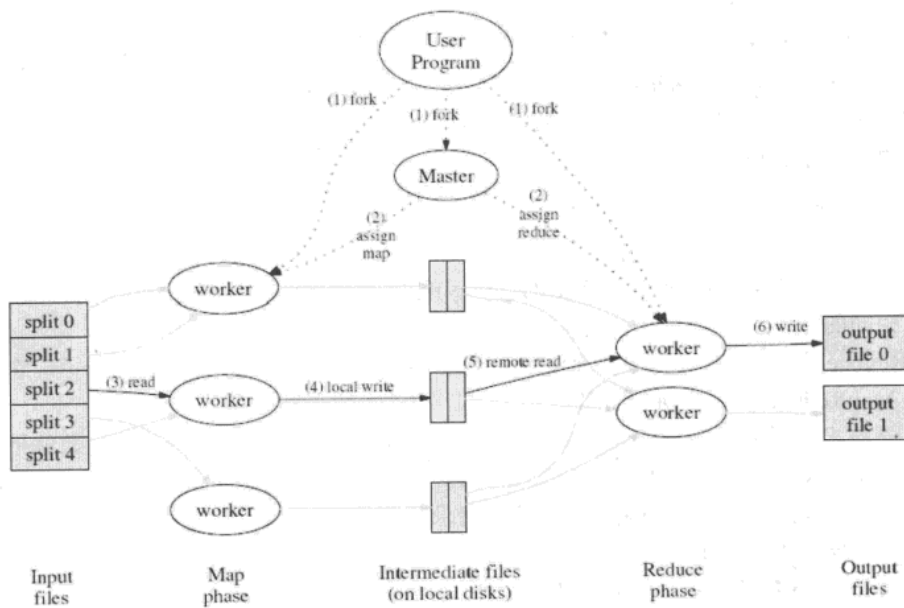 User
Program
(1) fork
(1) fork
(1) fork
Master
(2)
assign
map
(2)
assign
reduce
worker
split 0
split 1
split 2
split 3
split 4
(3) read
worker
(4) local write
(5) remote read
worker
(6) write
output
file 0
worker
output
file 1
worker
Input
files
Map
phase
Intermediate files
(on local disks)
Reduce
phase
Output
files